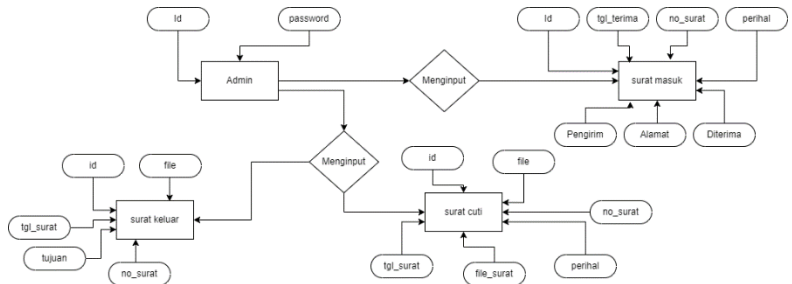 Id
password
Id
tgl_terima
no_surat
perihal
Admin
Menginput
surat masuk
Pengirim
Alamat
Diterima
Menginput
id
file
id
file
surat keluar
surat cuti
no_surat
tgl_surat
tujuan
no_surat
tgl_surat
file_surat
perihal